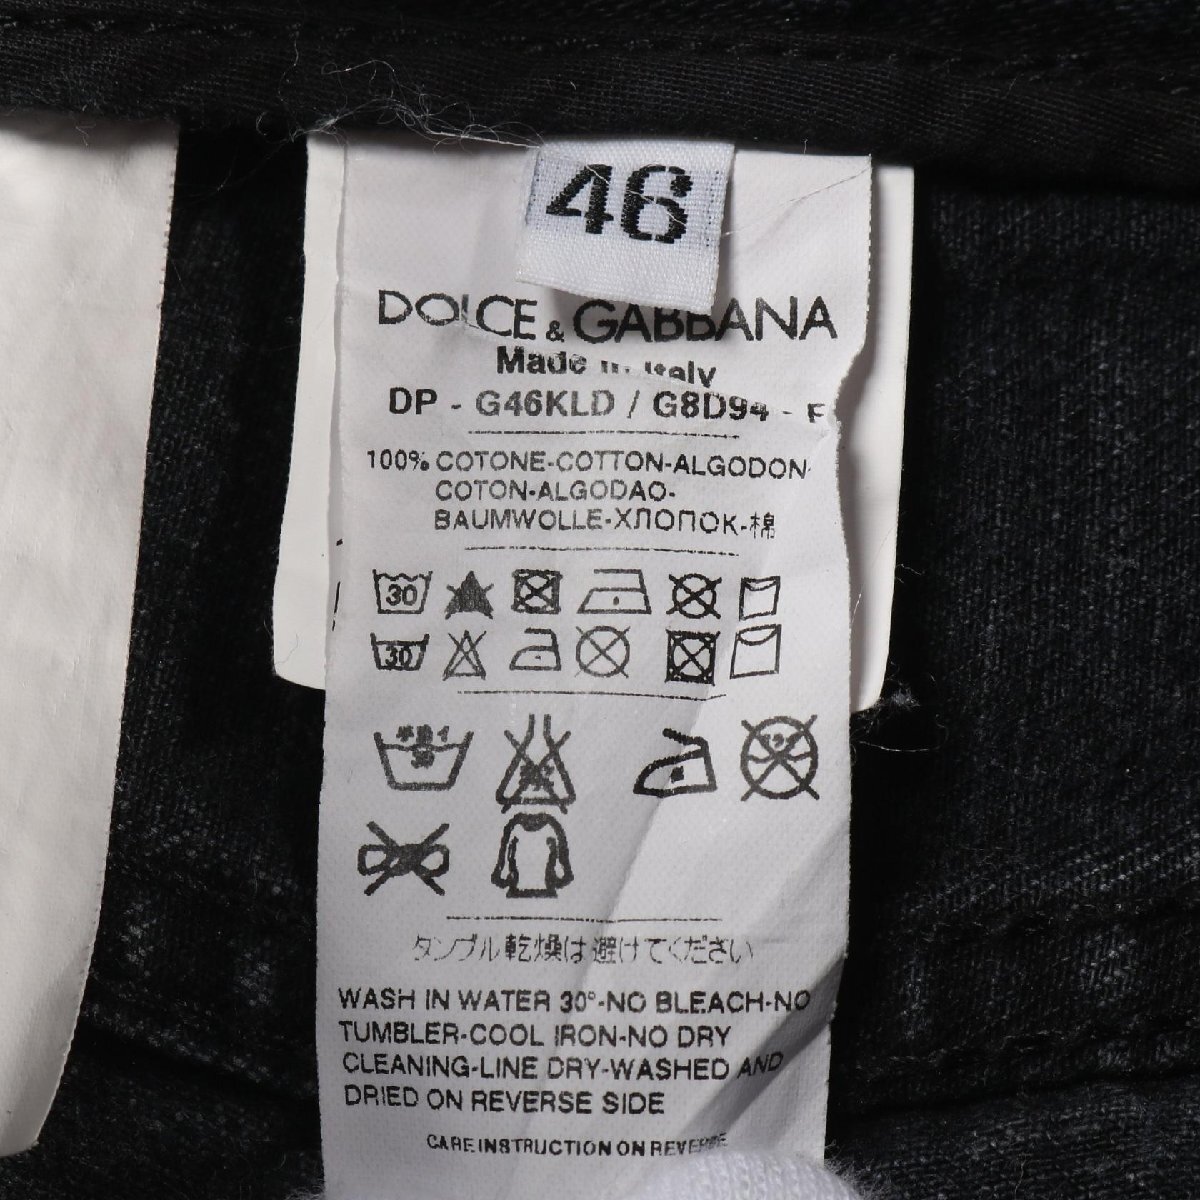 46
DOLCE & GABBANA
Made in Italy
DP - G46KLD / G8D94 - F
100% COTONE-COTTON-ALGODON-
COTON-ALGODAO-
BAUMWOLLE-ХЛОПОК-棉
30
30
30
タンブル乾燥は避けてください
WASH IN WATER 30°-NO BLEACH-NO
TUMBLER-COOL IRON-NO DRY
CLEANING-LINE DRY-WASHED AND
DRIED ON REVERSE SIDE
CARE INSTRUCTION ON REVERSE